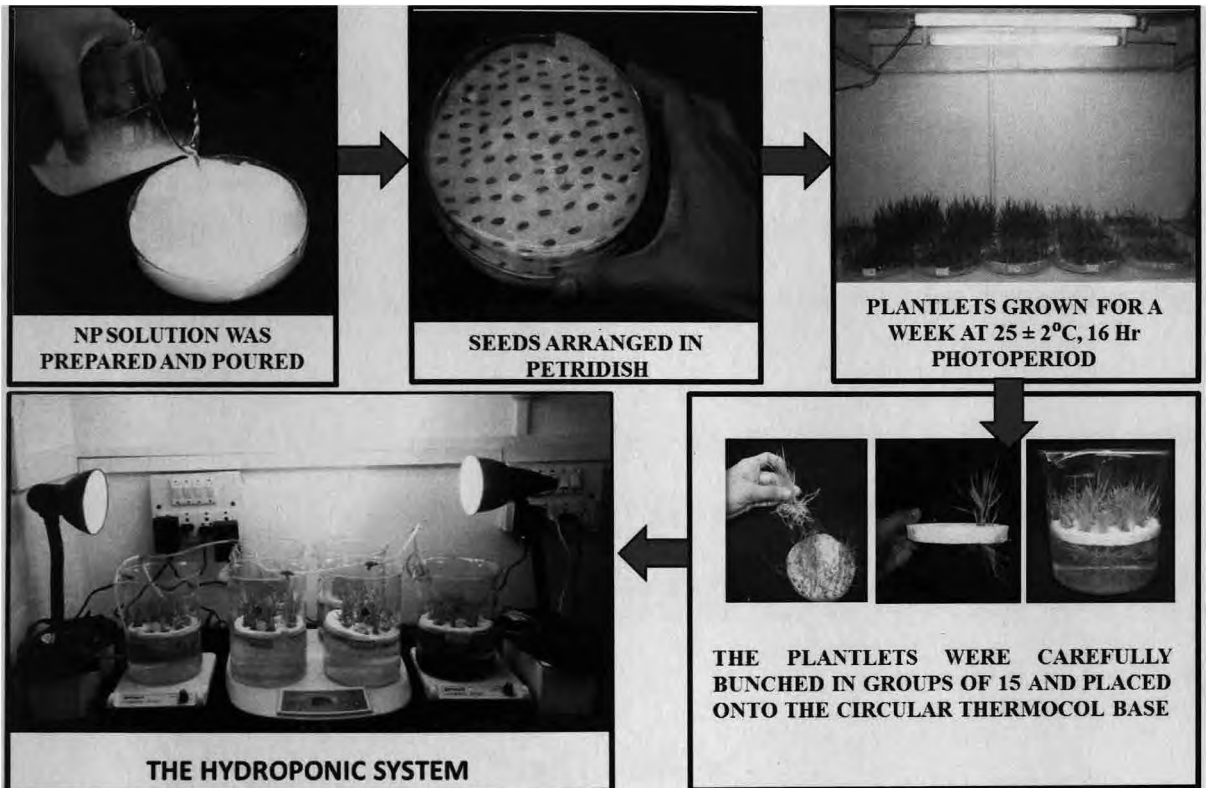 NP SOLUTION WAS
PREPARED AND POURED
SEEDS ARRANGED IN
PETRIDISH
PLANTLETS GROWN FOR A
WEEK AT 25 ± 2⁰C, 16 Hr
PHOTOPERIOD
THE PLANTLETS WERE CAREFULLY
BUNCHED IN GROUPS OF 15 AND PLACED
ONTO THE CIRCULAR THERMOCOL BASE
THE HYDROPONIC SYSTEM